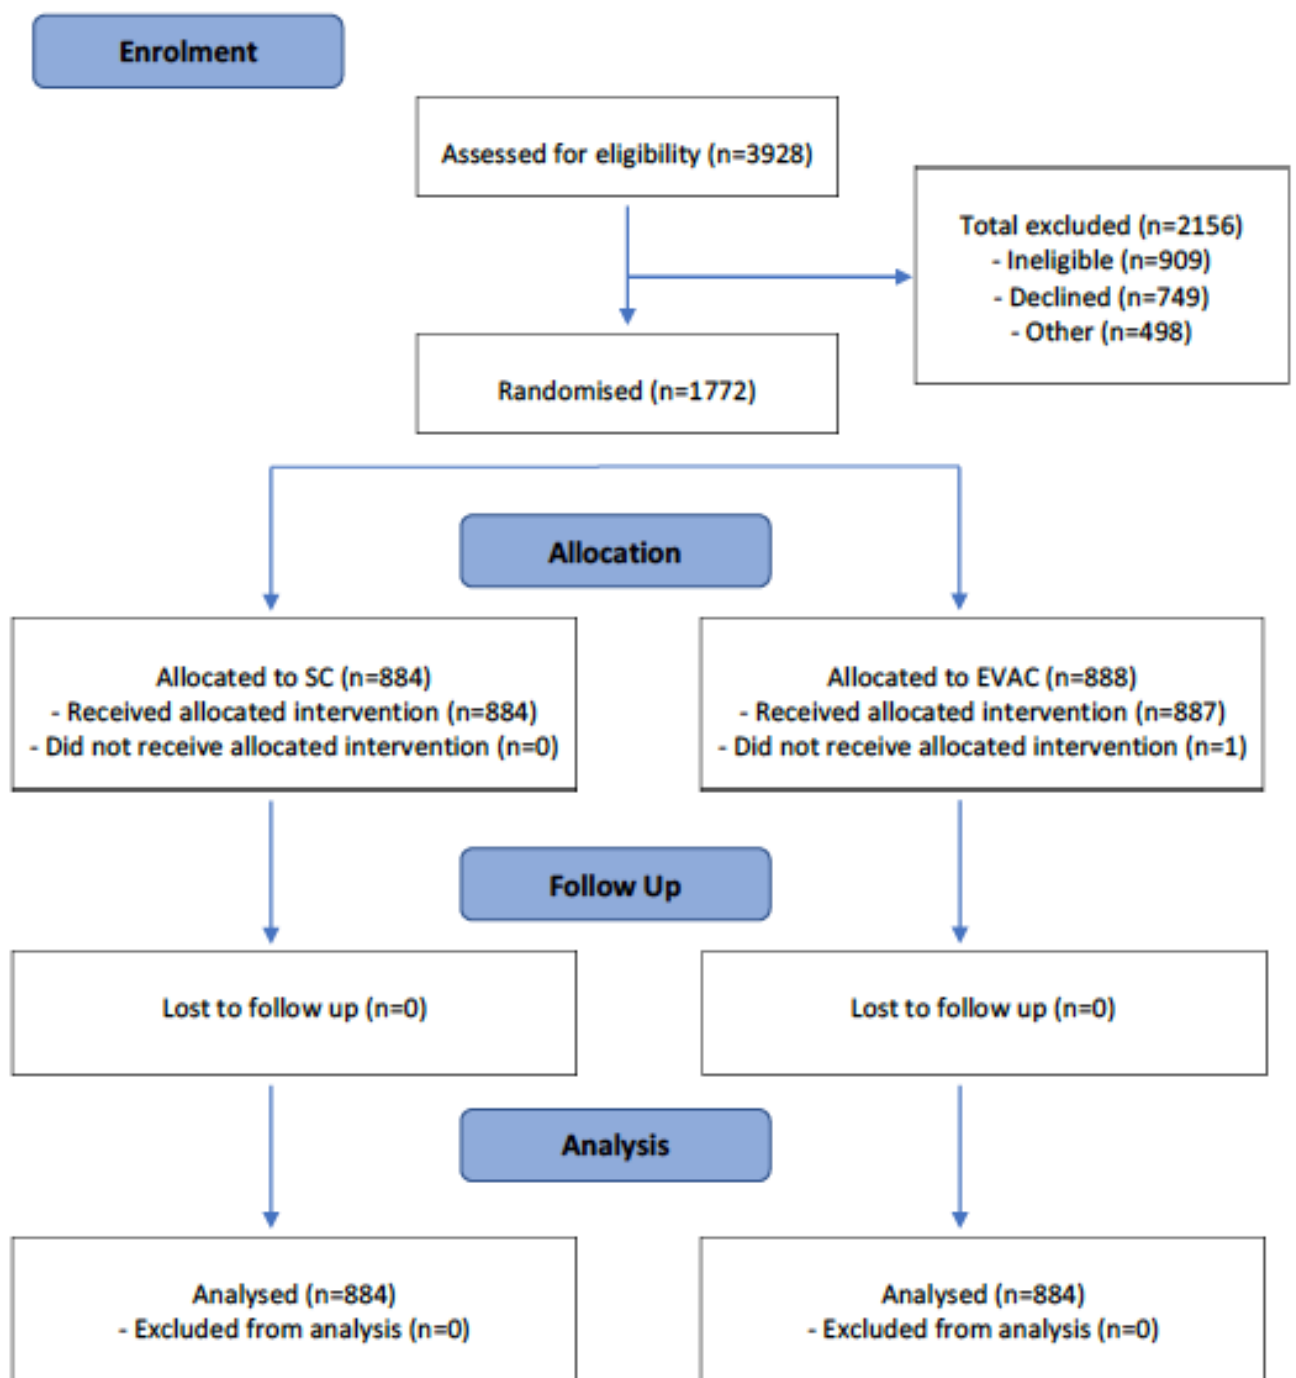 Enrolment
Assessed for eligibility (n=3928)
Total excluded (n=2156)
- Ineligible (n=909)
- Declined (n=749)
- Other (n=498)
Randomised (n=1772)
Allocation
Allocated to SC (n=884)
- Received allocated intervention (n=884)
- Did not receive allocated intervention (n=0)
Allocated to EVAC (n=888)
- Received allocated intervention (n=887)
- Did not receive allocated intervention (n=1)
Follow Up
Lost to follow up (n=0)
Lost to follow up (n=0)
Analysis
Analysed (n=884)
- Excluded from analysis (n=0)
Analysed (n=884)
- Excluded from analysis (n=0)